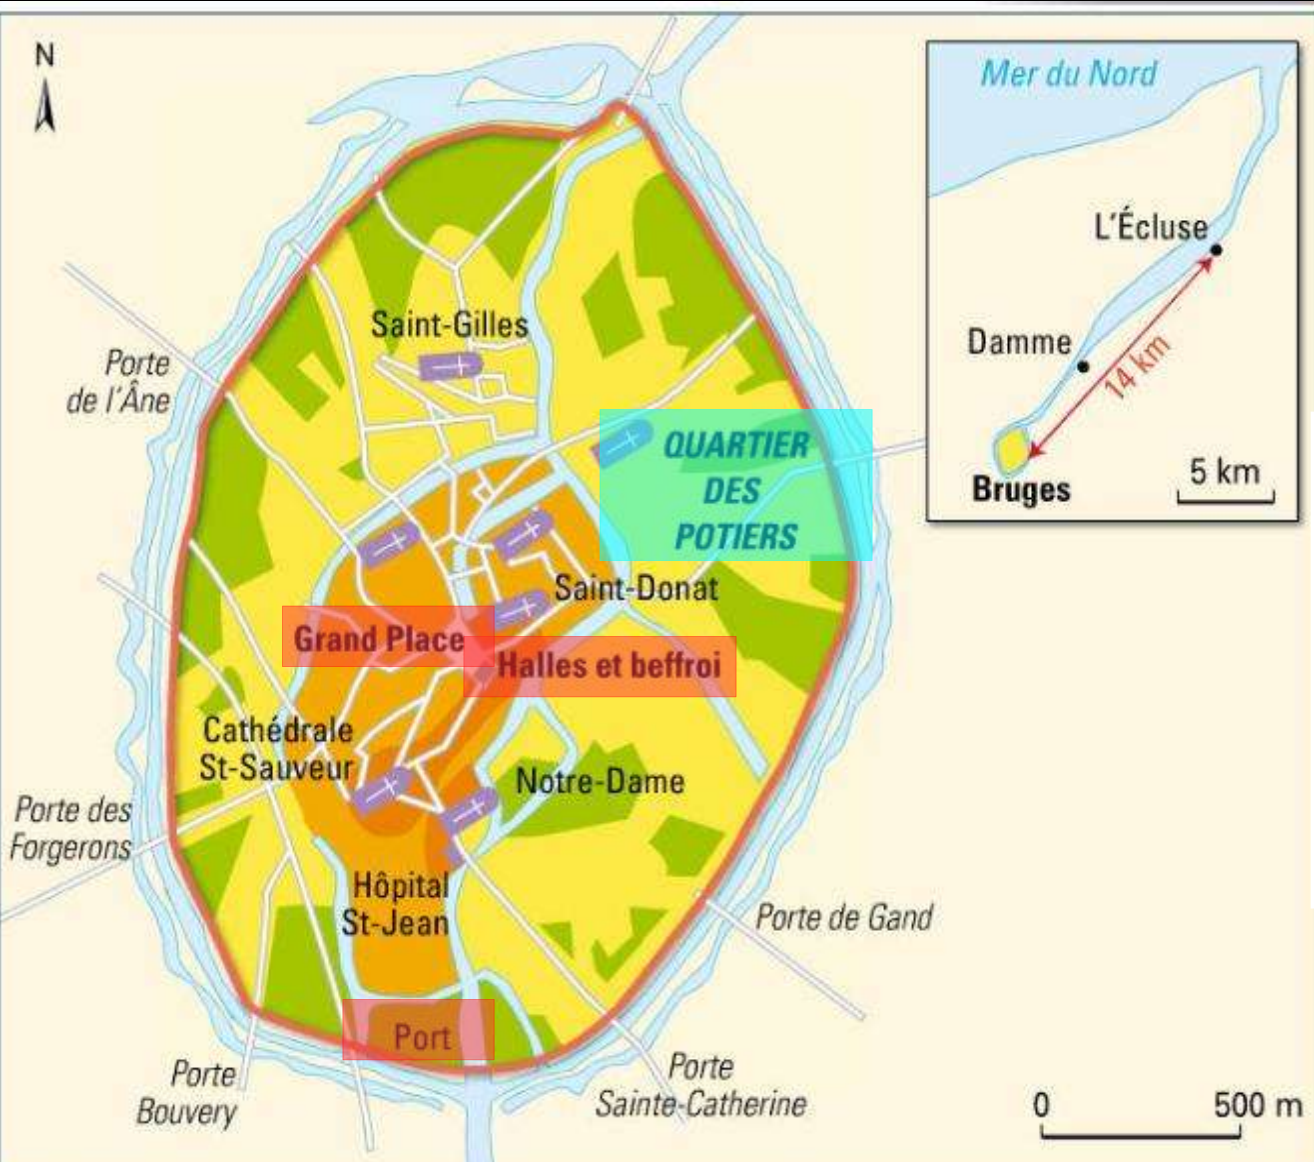 N
Mer du Nord
L'Écluse
Damme
14 km
Bruges
5 km
Saint-Gilles
Porte
de l'Âne
QUARTIER
DES
POTIERS
Saint-Donat
Grand Place
Halles et beffroi
Cathédrale
St-Sauveur
Notre-Dame
Porte des
Forgerons
Hôpital
St-Jean
Porte de Gand
Port
Porte
Bouvery
Porte
Sainte-Catherine
0 500 m